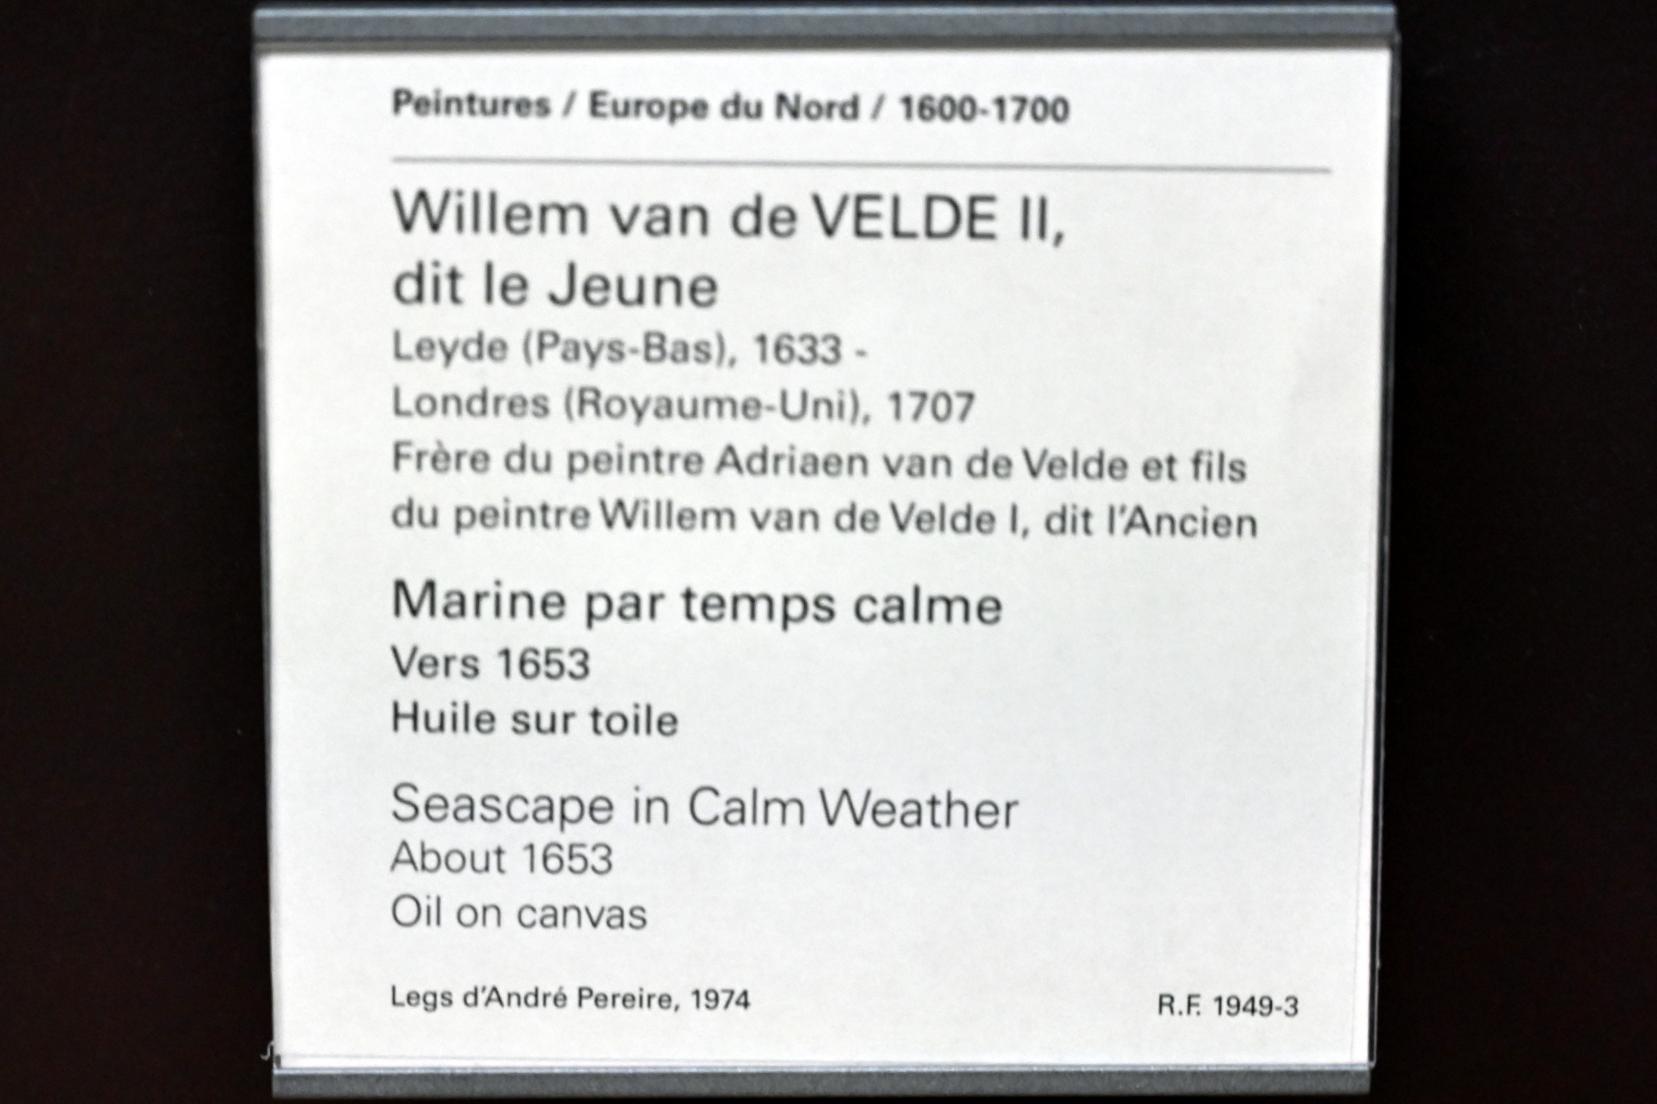 Peintures / Europe du Nord / 1600-1700
Willem van de VELDE II,
dit le Jeune
Leyde (Pays-Bas), 1633 -
Londres (Royaume-Uni), 1707
Frère du peintre Adriaen van de Velde et fils
du peintre Willem van de Velde I, dit l'Ancien
Marine par temps calme
Vers 1653
Huile sur toile
Seascape in Calm Weather
About 1653
Oil on canvas
Legs d'André Pereire, 1974
R.F. 1949-3